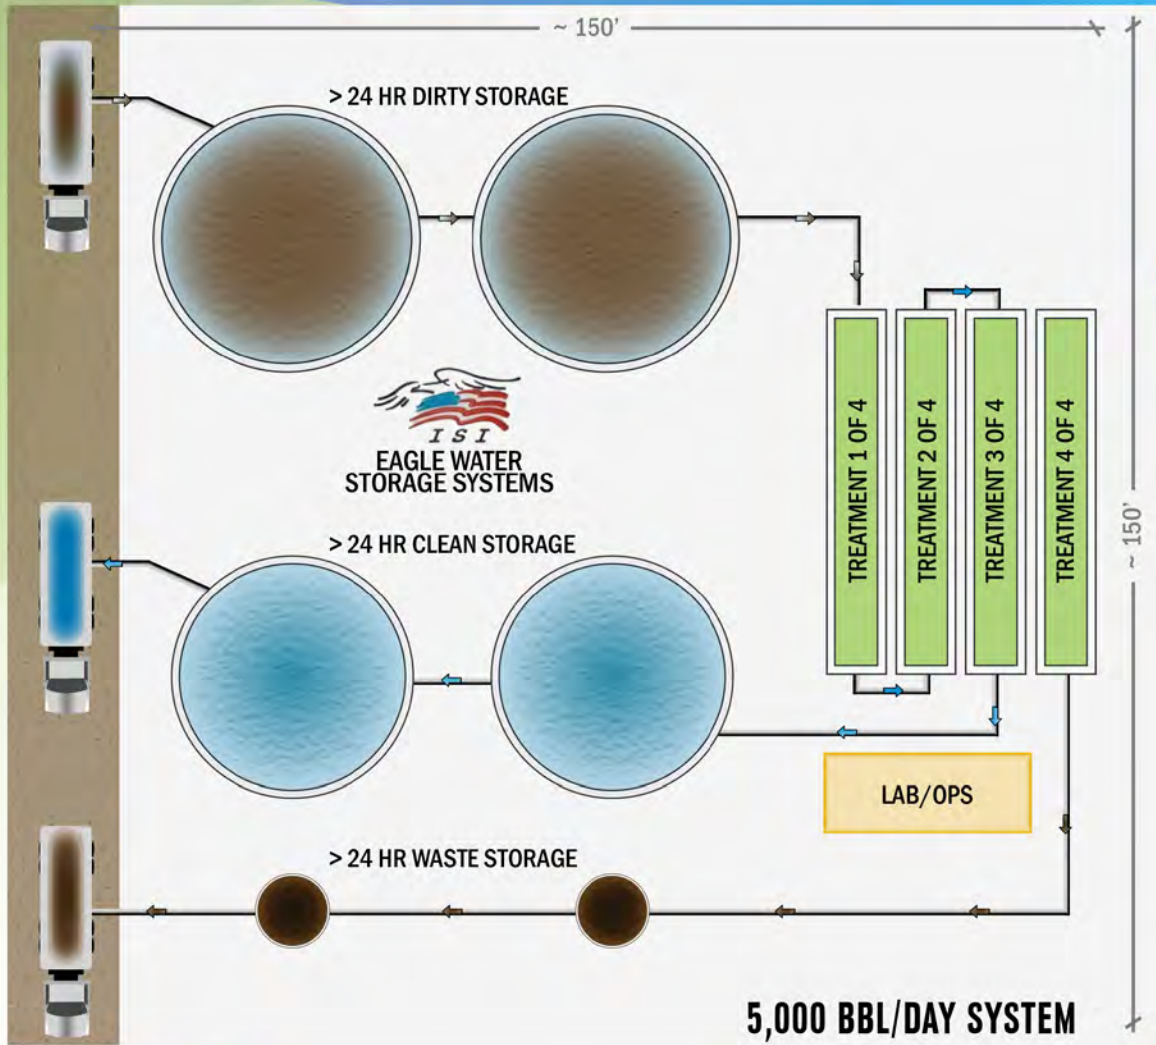 ~ 150'
> 24 HR DIRTY STORAGE
ISI
EAGLE WATER
STORAGE SYSTEMS
TREATMENT 1 OF 4
TREATMENT 2 OF 4
TREATMENT 3 OF 4
TREATMENT 4 OF 4
~ 150'
> 24 HR CLEAN STORAGE
LAB/OPS
> 24 HR WASTE STORAGE
5,000 BBL/DAY SYSTEM